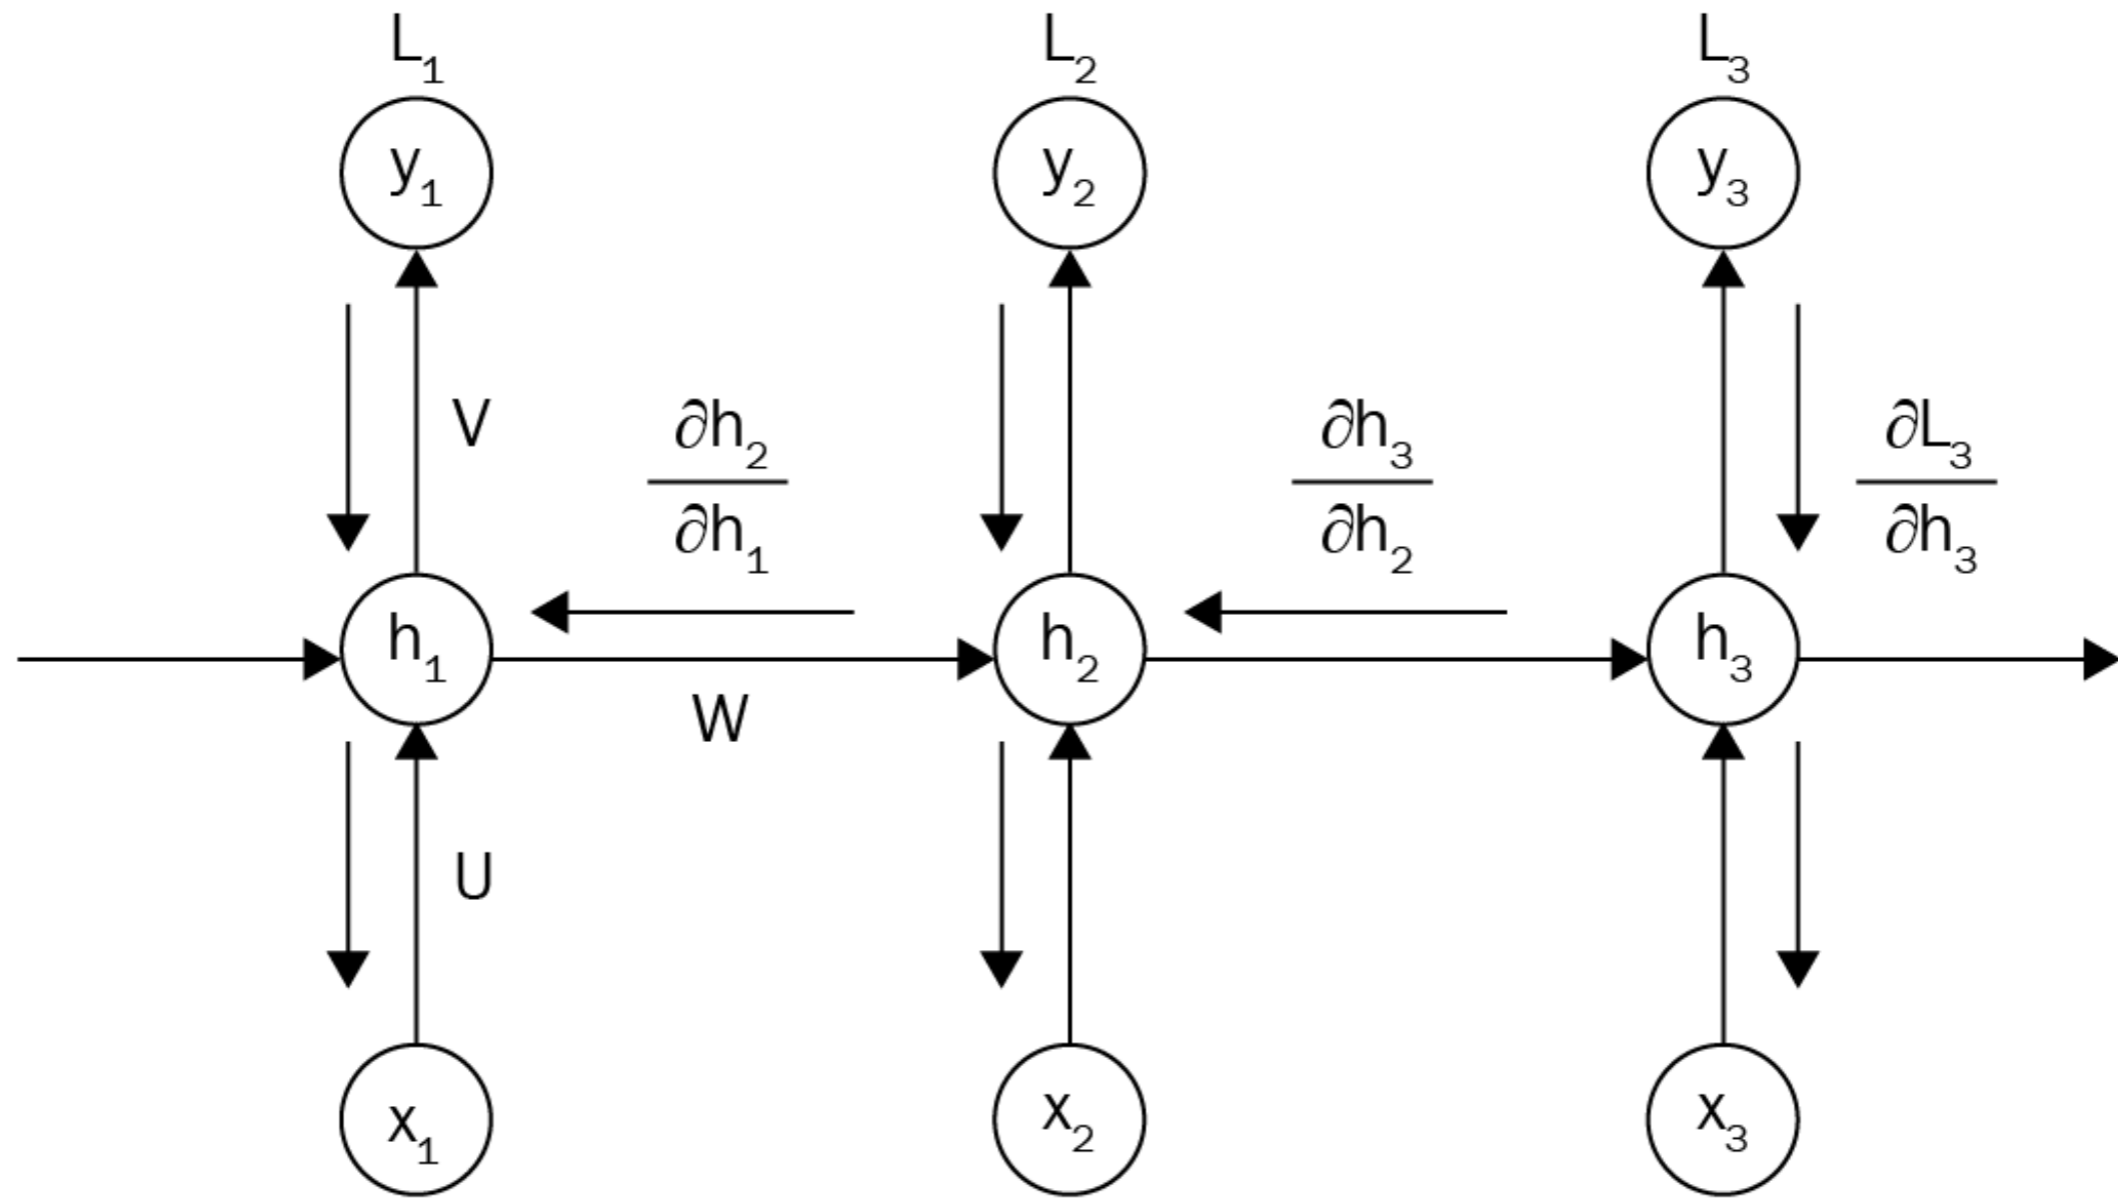 L₁ L₂ L₃
y₁ y₂ y₃
V ∂h₂/∂h₁ ∂h₃/∂h₂ ∂L₃/∂h₃
h₁ h₂ h₃
W
U
x₁ x₂ x₃